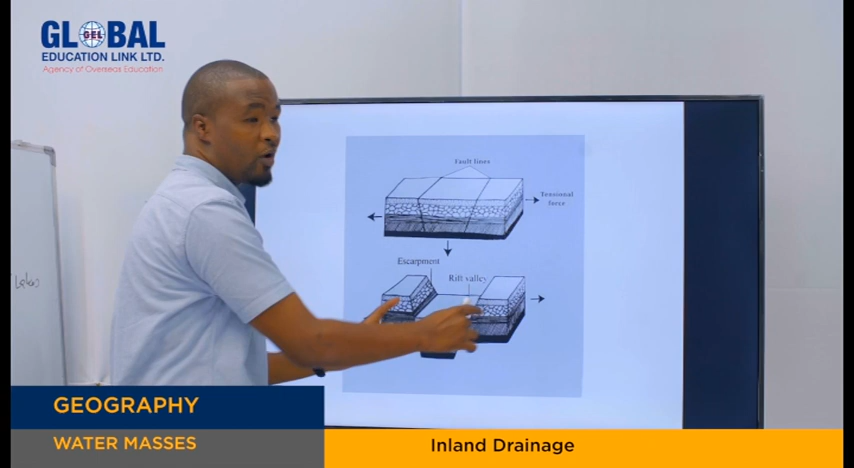 GLOBAL
GEL
EDUCATION LINK LTD.
Agency of Overseas Education
Fault lines
Tensional
force
Escarpment
Rift valley
GEOGRAPHY
WATER MASSES
Inland Drainage